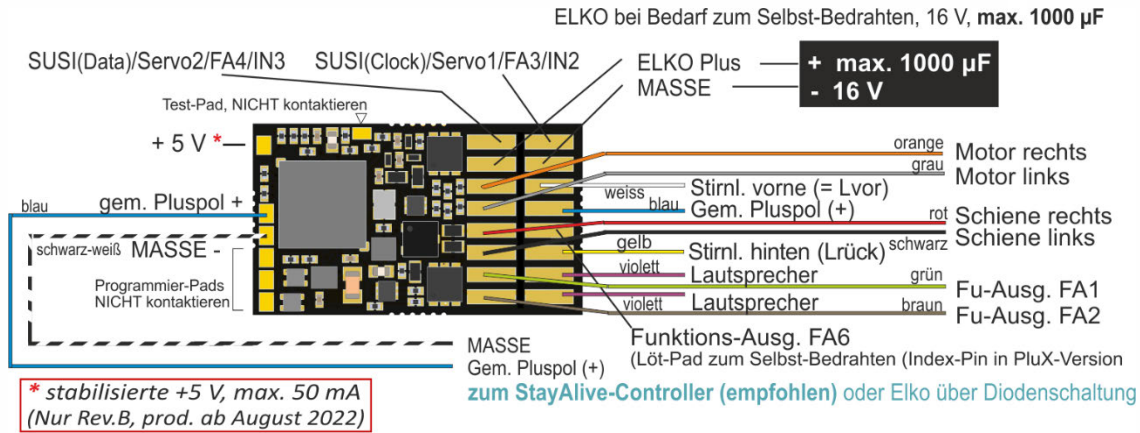 ELKO bei Bedarf zum Selbst-Bedrahten, 16 V, max. 1000 µF
SUSI(Data)/Servo2/FA4/IN3
SUSI(Clock)/Servo1/FA3/IN2
ELKO Plus
+ max. 1000 µF
MASSE
- 16 V
Test-Pad, NICHT kontaktieren
+ 5 V *
orange
Motor rechts
grau
Motor links
weiss
Stirnl. vorne (= Lvor)
blau
gem. Pluspol +
blau
Gem. Pluspol (+)
rot
Schiene rechts
schwarz
Schiene links
schwarz-weiß
MASSE -
gelb
Stirnl. hinten (Lrück)
Programmier-Pads
NICHT kontaktieren
violett
Lautsprecher
grün
Fu-Ausg. FA1
violett
Lautsprecher
braun
Fu-Ausg. FA2
Funktions-Ausg. FA6
(Löt-Pad zum Selbst-Bedrahten (Index-Pin in PluX-Version
MASSE
Gem. Pluspol (+)
zum StayAlive-Controller (empfohlen) oder Elko über Diodenschaltung
* stabilisierte +5 V, max. 50 mA
(Nur Rev.B, prod. ab August 2022)